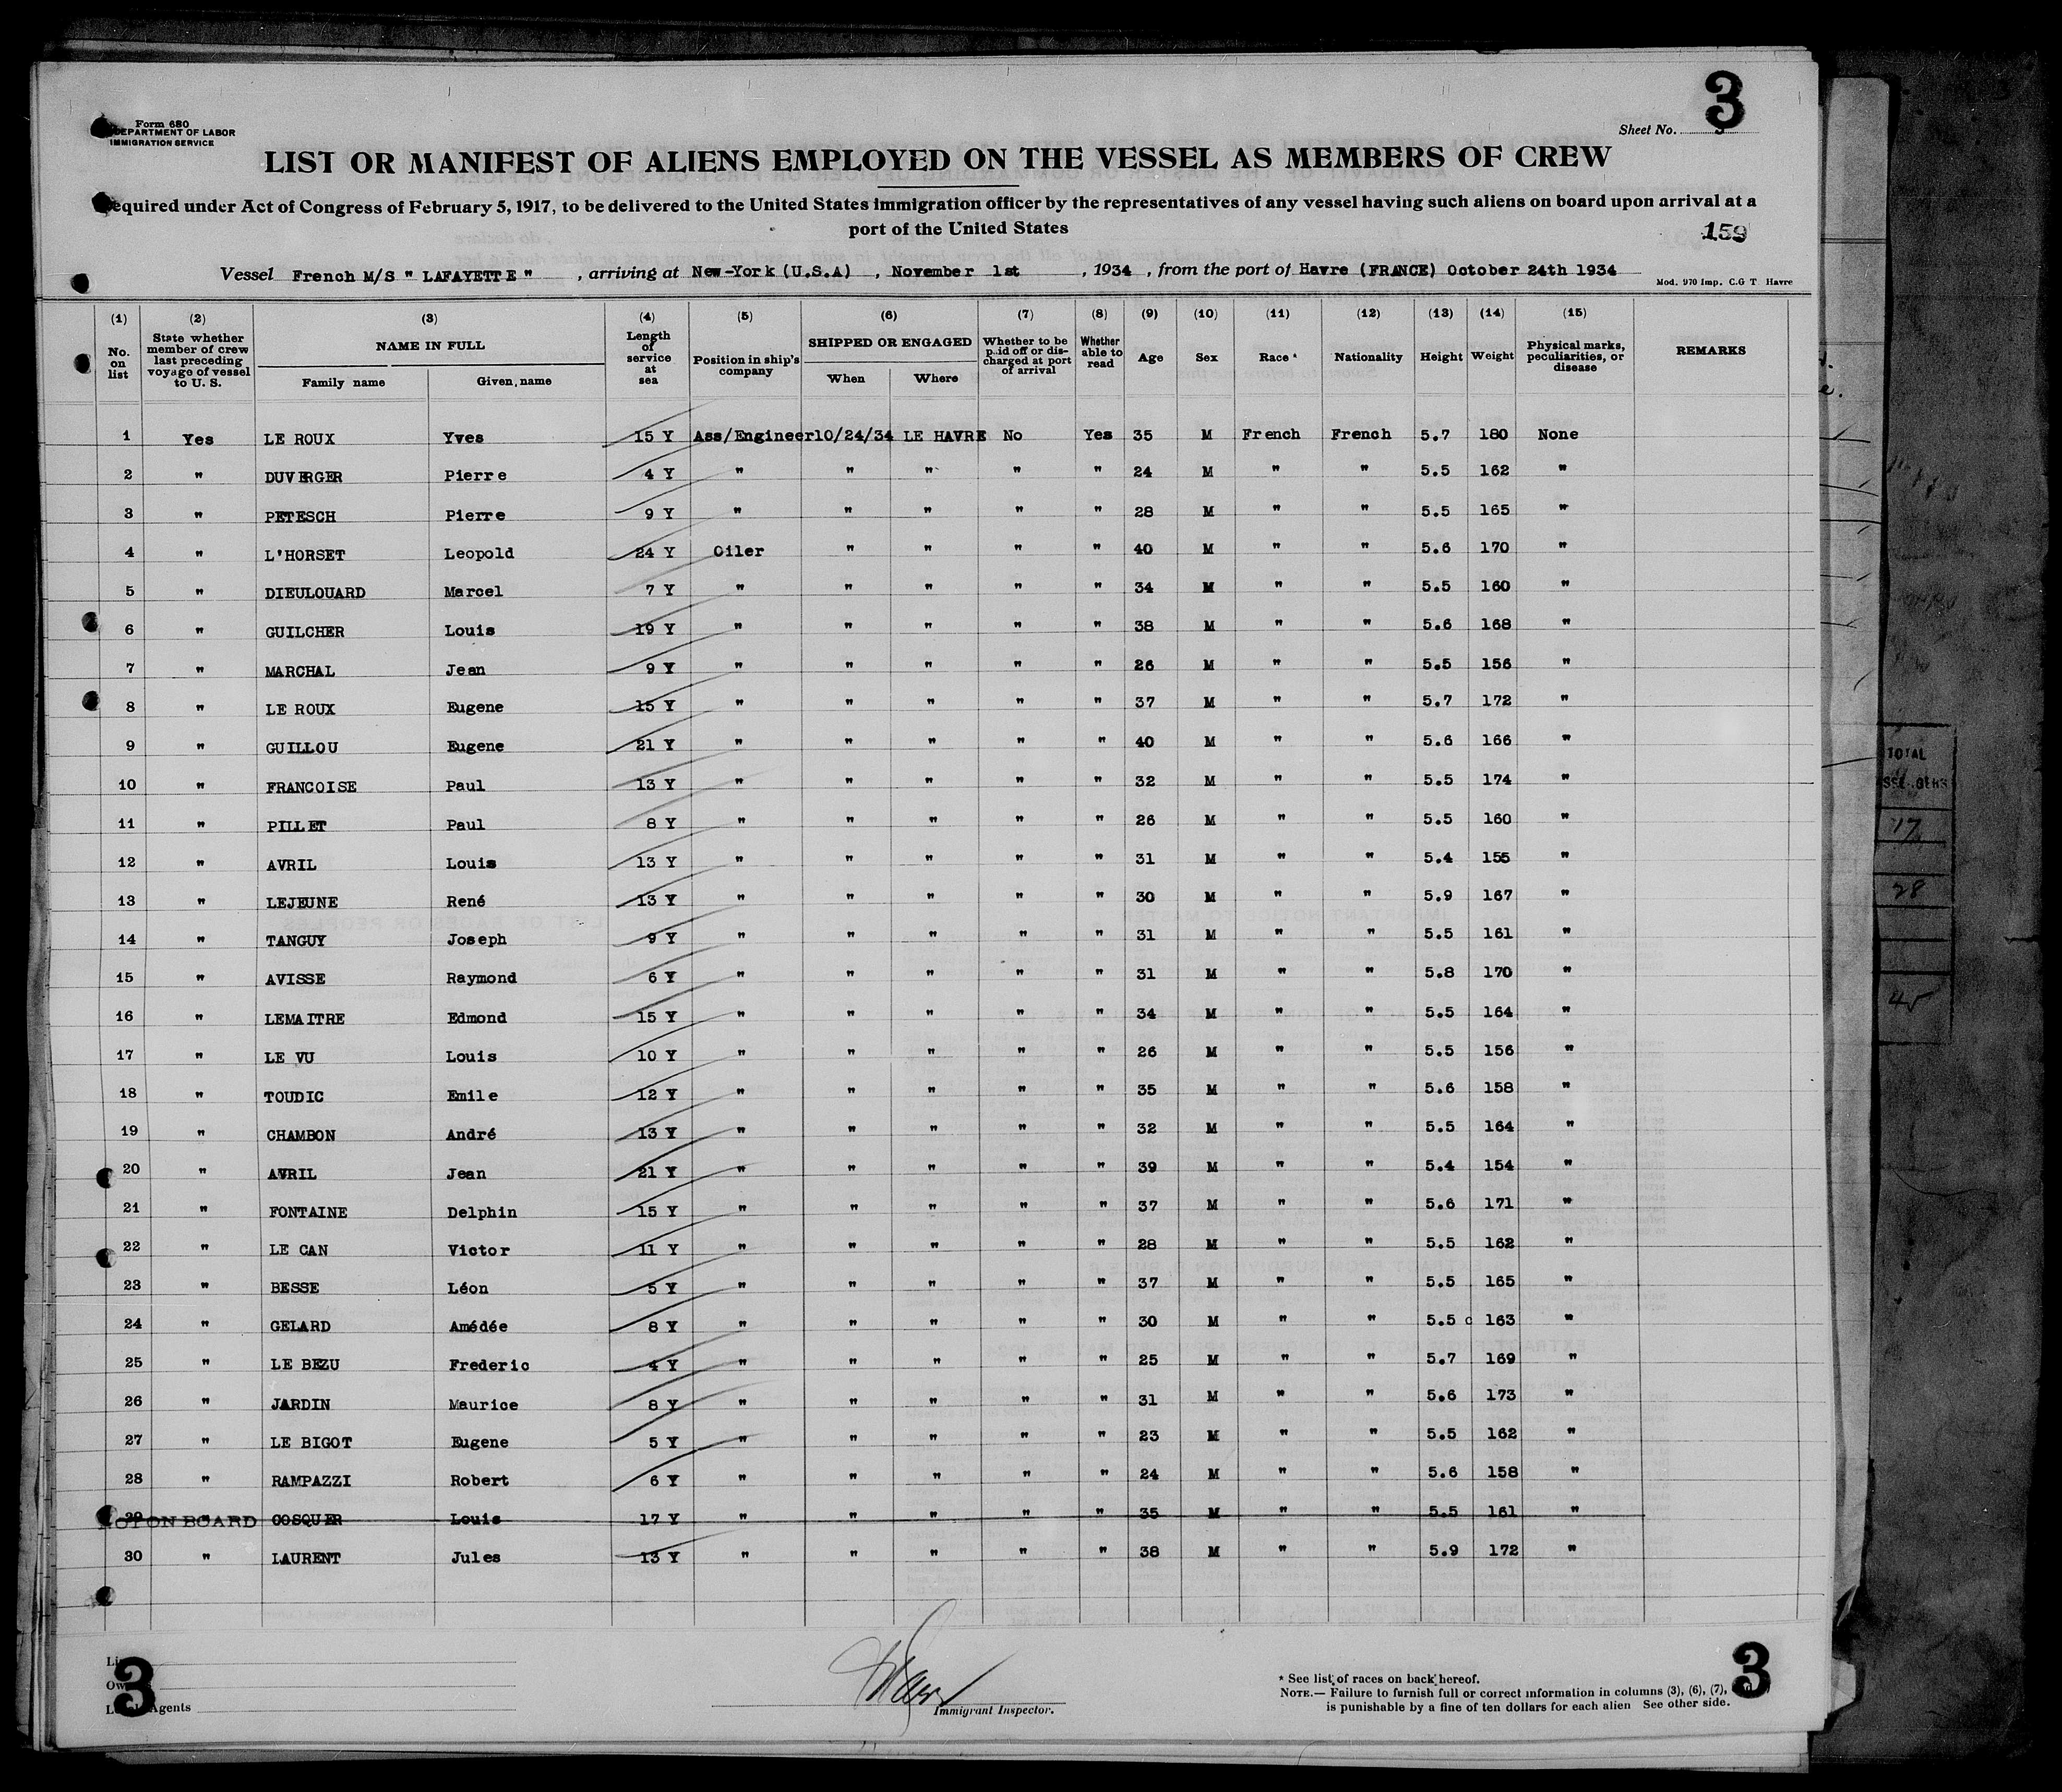 3
Form 680
DEPARTMENT OF LABOR
IMMIGRATION SERVICE
Sheet No.
LIST OR MANIFEST OF ALIENS EMPLOYED ON THE VESSEL AS MEMBERS OF CREW
equired under Act of Congress of February 5, 1917, to be delivered to the United States immigration officer by the representatives of any vessel having such aliens on board upon arrival at a
port of the United States
159
Vessel French M/S " LAFAYETTE " , arriving at New-York (U.S.A) , November 1st , 1934 , from the port of Havre (FRANCE) October 24th 1934
Mod. 970 Imp. C.G T Havre
(1) (2) (3) (4) (5) (6) (7) (8) (9) (10) (11) (12) (13) (14) (15)
No. on list State whether member of crew last preceding voyage of vessel to U. S. NAME IN FULL Family name Given name Length of service at sea Position in ship's company SHIPPED OR ENGAGED When Where Whether to be paid off or discharged at port of arrival Whether able to read Age Sex Race * Nationality Height Weight Physical marks, peculiarities, or disease REMARKS
1 Yes LE ROUX Yves 15 Y Ass/Engineer 10/24/34 LE HAVRE No Yes 35 M French French 5.7 180 None
2 " DUVERGER Pierre 4 Y " " " " " 24 M " " 5.5 162 "
3 " PETESCH Pierre 9 Y " " " " " 28 M " " 5.5 165 "
4 " L'HORSET Leopold 24 Y Oiler " " " " 40 M " " 5.6 170 "
5 " DIEULOUARD Marcel 7 Y " " " " " 34 M " " 5.5 160 "
6 " GUILCHER Louis 19 Y " " " " " 38 M " " 5.6 168 "
7 " MARCHAL Jean 9 Y " " " " " 26 M " " 5.5 156 "
8 " LE ROUX Eugene 15 Y " " " " " 37 M " " 5.7 172 "
9 " GUILLOU Eugene 21 Y " " " " " 40 M " " 5.6 166 "
10 " FRANCOISE Paul 13 Y " " " " " 32 M " " 5.5 174 "
11 " PILLET Paul 8 Y " " " " " 26 M " " 5.5 160 "
12 " AVRIL Louis 13 Y " " " " " 31 M " " 5.4 155 "
13 " LEJEUNE René 13 Y " " " " " 30 M " " 5.9 167 "
14 " TANGUY Joseph 9 Y " " " " " 31 M " " 5.5 161 "
15 " AVISSE Raymond 6 Y " " " " " 31 M " " 5.8 170 "
16 " LEMAITRE Edmond 15 Y " " " " " 34 M " " 5.5 164 "
17 " LE VU Louis 10 Y " " " " " 26 M " " 5.5 156 "
18 " TOUDIC Emile 12 Y " " " " " 35 M " " 5.6 158 "
19 " CHAMBON André 13 Y " " " " " 32 M " " 5.5 164 "
20 " AVRIL Jean 21 Y " " " " " 39 M " " 5.4 154 "
21 " FONTAINE Delphin 15 Y " " " " " 37 M " " 5.6 171 "
22 " LE CAN Victor 11 Y " " " " " 28 M " " 5.5 162 "
23 " BESSE Léon 5 Y " " " " " 37 M " " 5.5 165 "
24 " GELARD Amédée 8 Y " " " " " 30 M " " 5.5 163 "
25 " LE BEZU Frederic 4 Y " " " " " 25 M " " 5.7 169 "
26 " JARDIN Maurice 8 Y " " " " " 31 M " " 5.6 173 "
27 " LE BIGOT Eugene 5 Y " " " " " 23 M " " 5.5 162 "
28 " RAMPAZZI Robert 6 Y " " " " " 24 M " " 5.6 158 "
29 NOT ON BOARD " COSQUER Louis 17 Y " " " " " 35 M " " 5.5 161 "
30 " LAURENT Jules 13 Y " " " " " 38 M " " 5.9 172 "
TOTAL
17
28
45
3
Agents
Immigrant Inspector.
* See list of races on back hereof.
NOTE.— Failure to furnish full or correct information in columns (3), (6), (7),
is punishable by a fine of ten dollars for each alien See other side.
3